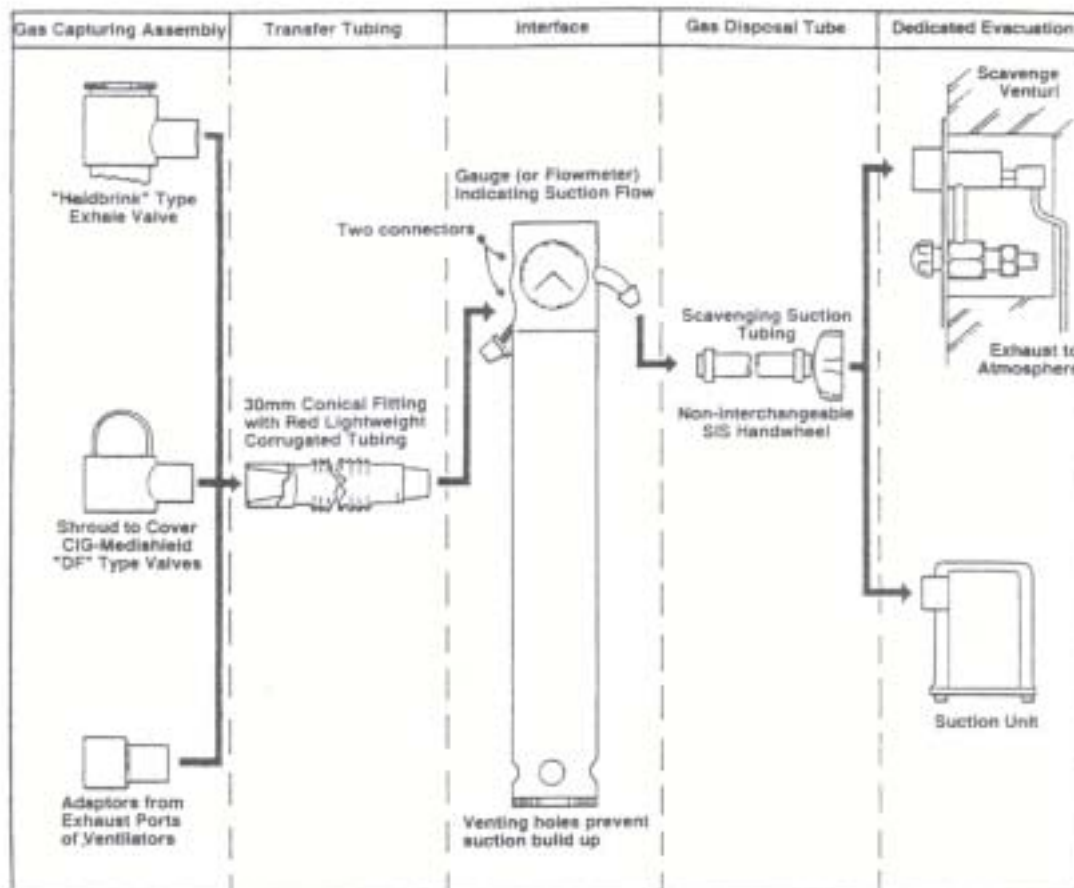 Gas Capturing Assembly
Transfer Tubing
Interface
Gas Disposal Tube
Dedicated Evacuation
"Heidbrink" Type
Exhale Valve
Shroud to Cover
CIG-Medishield
"DF" Type Valves
Adaptors from
Exhaust Ports
of Ventilators
30mm Conical Fitting
with Red Lightweight
Corrugated Tubing
Gauge (or Flowmeter)
Indicating Suction Flow
Two connectors
Venting holes prevent
suction build up
Scavenging Suction
Tubing
Non-interchangeable
SIS Handwheel
Scavenge
Venturi
Exhaust to
Atmosphere
Suction Unit